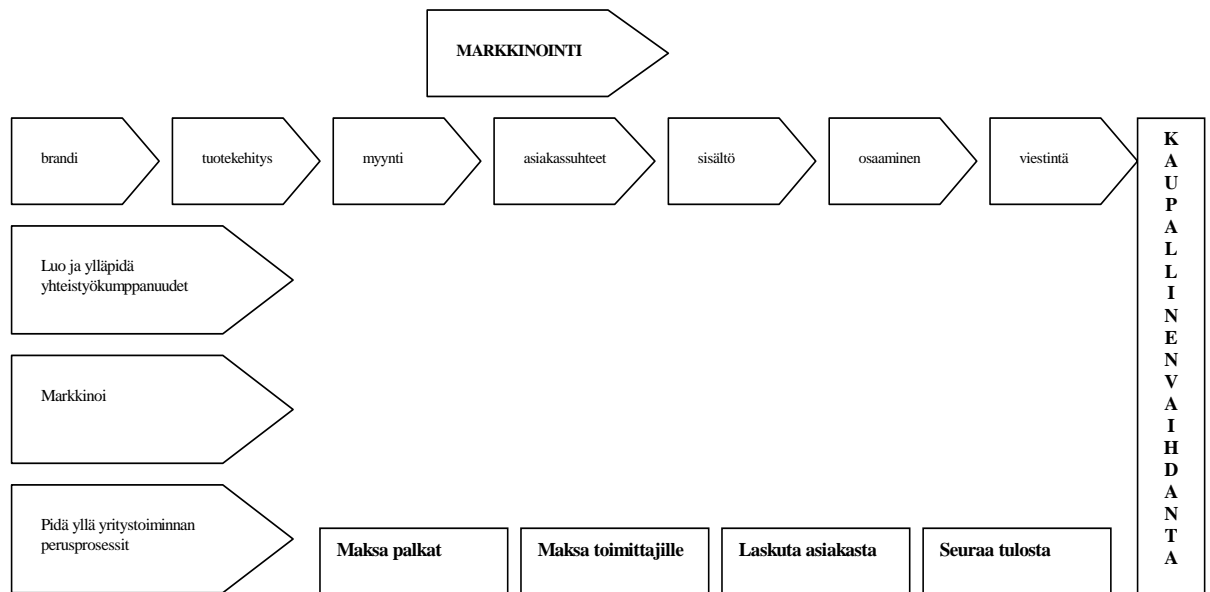 MARKKINOINTI
brandi
tuotekehitys
myynti
asiakassuhteet
sisältö
osaaminen
viestintä
KAUPALLINENVAIHDANTA
Luo ja ylläpidä
yhteistyökumppanuudet
Markkinoi
Pidä yllä yritystoiminnan
perusprosessit
Maksa palkat
Maksa toimittajille
Laskuta asiakasta
Seuraa tulosta